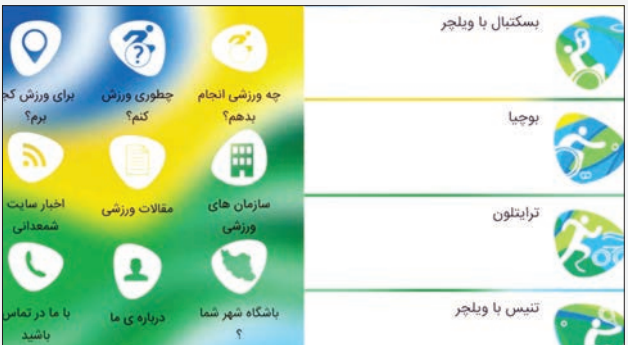 بسکتبال با ویلچر
بوچیا
ترایتلون
تنیس با ویلچر
چه ورزشی انجام
بدهم؟
چطوری ورزش
کنم؟
برای ورزش کج
برم؟
سازمان های
ورزشی
مقالات ورزشی
اخبار سایت
شمعدانی
باشگاه شهر شما
؟
درباره ی ما
با ما در تماس
باشید